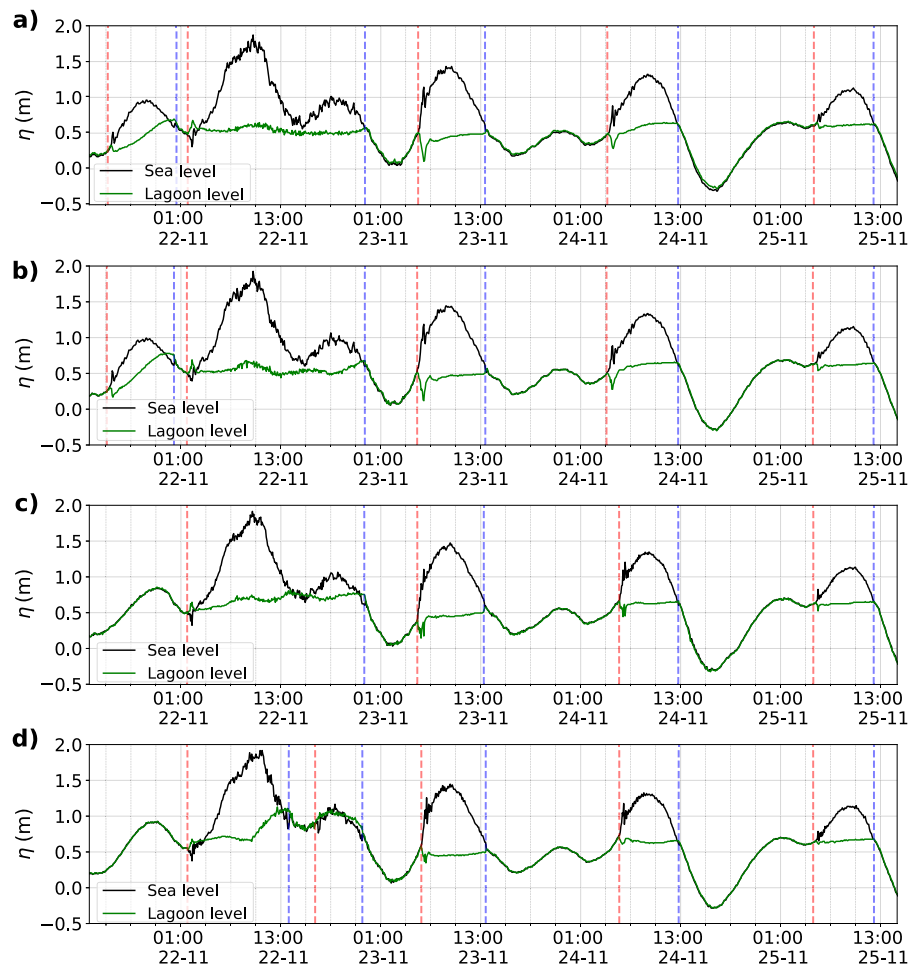 a)
2.0
1.5
1.0
0.5
0.0
−0.5
η (m)
Sea level
Lagoon level
01:00 13:00 01:00 13:00 01:00 13:00 01:00 13:00
22-11 22-11 23-11 23-11 24-11 24-11 25-11 25-11
b)
2.0
1.5
1.0
0.5
0.0
−0.5
η (m)
Sea level
Lagoon level
01:00 13:00 01:00 13:00 01:00 13:00 01:00 13:00
22-11 22-11 23-11 23-11 24-11 24-11 25-11 25-11
c)
2.0
1.5
1.0
0.5
0.0
−0.5
η (m)
Sea level
Lagoon level
01:00 13:00 01:00 13:00 01:00 13:00 01:00 13:00
22-11 22-11 23-11 23-11 24-11 24-11 25-11 25-11
d)
2.0
1.5
1.0
0.5
0.0
−0.5
η (m)
Sea level
Lagoon level
01:00 13:00 01:00 13:00 01:00 13:00 01:00 13:00
22-11 22-11 23-11 23-11 24-11 24-11 25-11 25-11